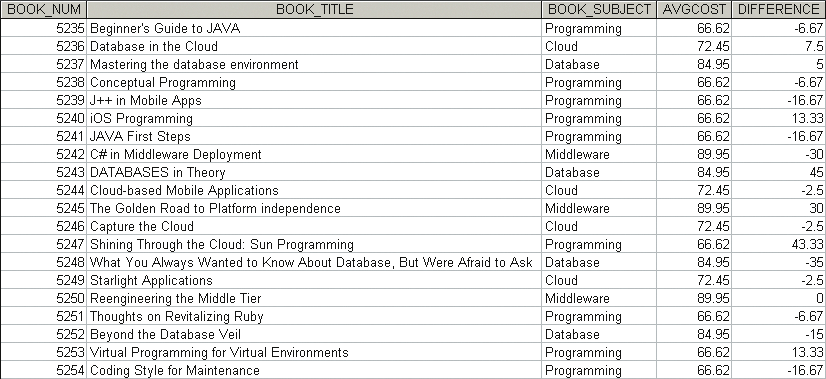 BOOK_NUM BOOK_TITLE BOOK_SUBJECT AVGCOST DIFFERENCE
5235 Beginner's Guide to JAVA Programming 66.62 -6.67
5236 Database in the Cloud Cloud 72.45 7.5
5237 Mastering the database environment Database 84.95 5
5238 Conceptual Programming Programming 66.62 -6.67
5239 J++ in Mobile Apps Programming 66.62 -16.67
5240 iOS Programming Programming 66.62 13.33
5241 JAVA First Steps Programming 66.62 -16.67
5242 C# in Middleware Deployment Middleware 89.95 -30
5243 DATABASES in Theory Database 84.95 45
5244 Cloud-based Mobile Applications Cloud 72.45 -2.5
5245 The Golden Road to Platform independence Middleware 89.95 30
5246 Capture the Cloud Cloud 72.45 -2.5
5247 Shining Through the Cloud: Sun Programming Programming 66.62 43.33
5248 What You Always Wanted to Know About Database, But Were Afraid to Ask Database 84.95 -35
5249 Starlight Applications Cloud 72.45 -2.5
5250 Reengineering the Middle Tier Middleware 89.95 0
5251 Thoughts on Revitalizing Ruby Programming 66.62 -6.67
5252 Beyond the Database Veil Database 84.95 -15
5253 Virtual Programming for Virtual Environments Programming 66.62 13.33
5254 Coding Style for Maintenance Programming 66.62 -16.67